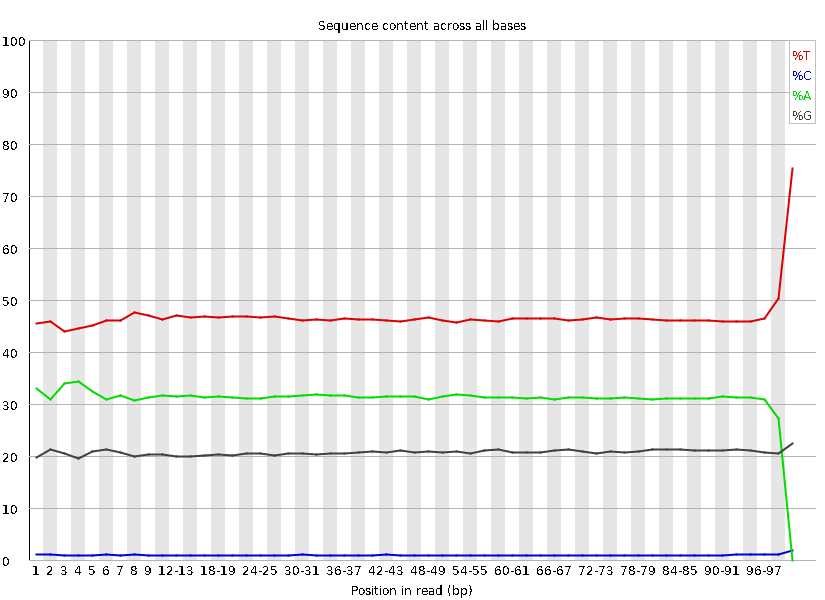 Sequence content across all bases
100
90
80
70
60
50
40
30
20
10
0
%T
%C
%A
%G
1 2 3 4 5 6 7 8 9 12-13 18-19 24-25 30-31 36-37 42-43 48-49 54-55 60-61 66-67 72-73 78-79 84-85 90-91 96-97
Position in read (bp)